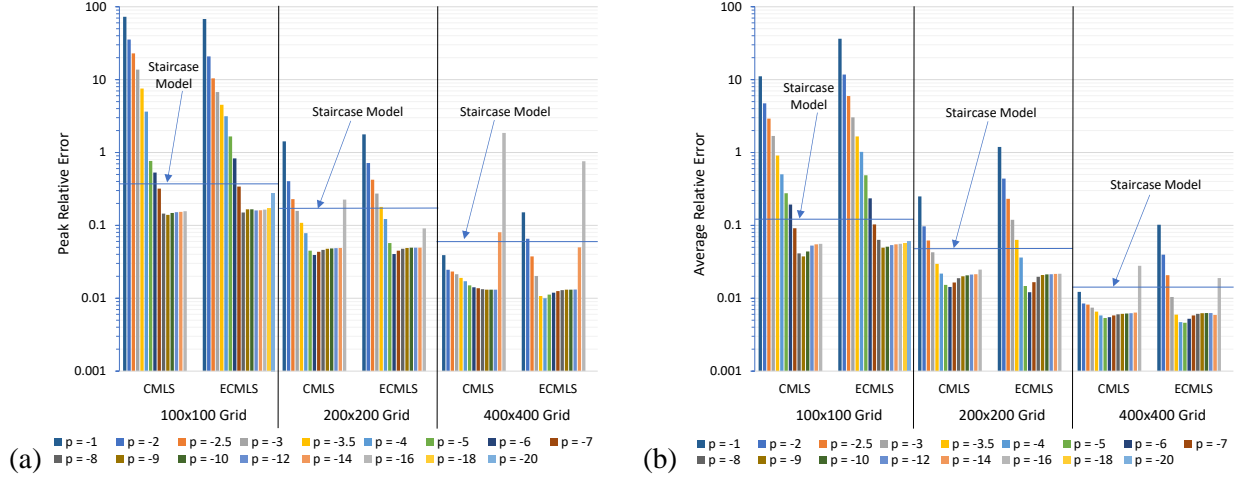 100
10
1
0.1
0.01
0.001
Peak Relative Error
Staircase
Model
Staircase Model
Staircase Model
CMLS
ECMLS
CMLS
ECMLS
CMLS
ECMLS
100x100 Grid
200x200 Grid
400x400 Grid
p = -1
p = -2
p = -2.5
p = -3
p = -3.5
p = -4
p = -5
p = -6
p = -7
p = -8
p = -9
p = -10
p = -12
p = -14
p = -16
p = -18
p = -20
(a)
100
10
1
0.1
0.01
0.001
Average Relative Error
Staircase
Model
Staircase Model
Staircase Model
CMLS
ECMLS
CMLS
ECMLS
CMLS
ECMLS
100x100 Grid
200x200 Grid
400x400 Grid
p = -1
p = -2
p = -2.5
p = -3
p = -3.5
p = -4
p = -5
p = -6
p = -7
p = -8
p = -9
p = -10
p = -12
p = -14
p = -16
p = -18
p = -20
(b)